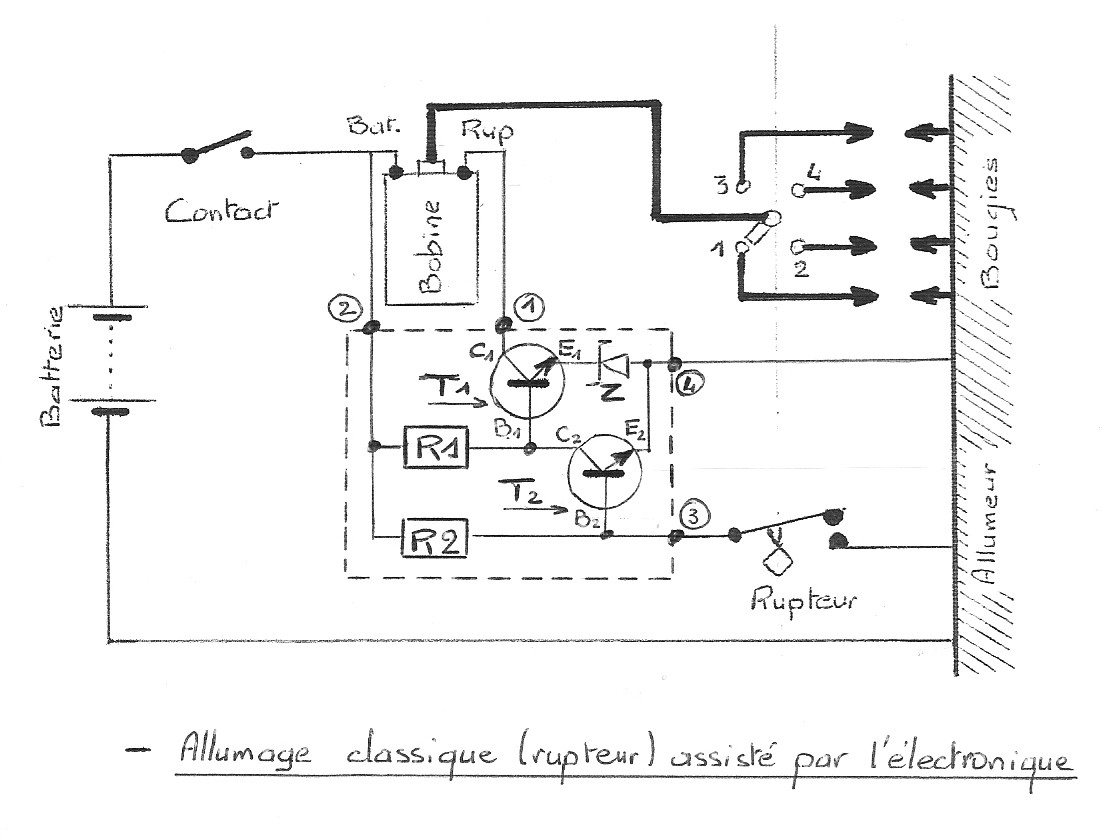 Bat.
Rup
Contact
Bobine
Batterie
3
4
1
2
Bougies
2
1
C1
E1
Z
4
T1
B1
R1
C2
E2
T2
B2
3
R2
Rupteur
Allumeur
- Allumage classique (rupteur) assisté par l'électronique